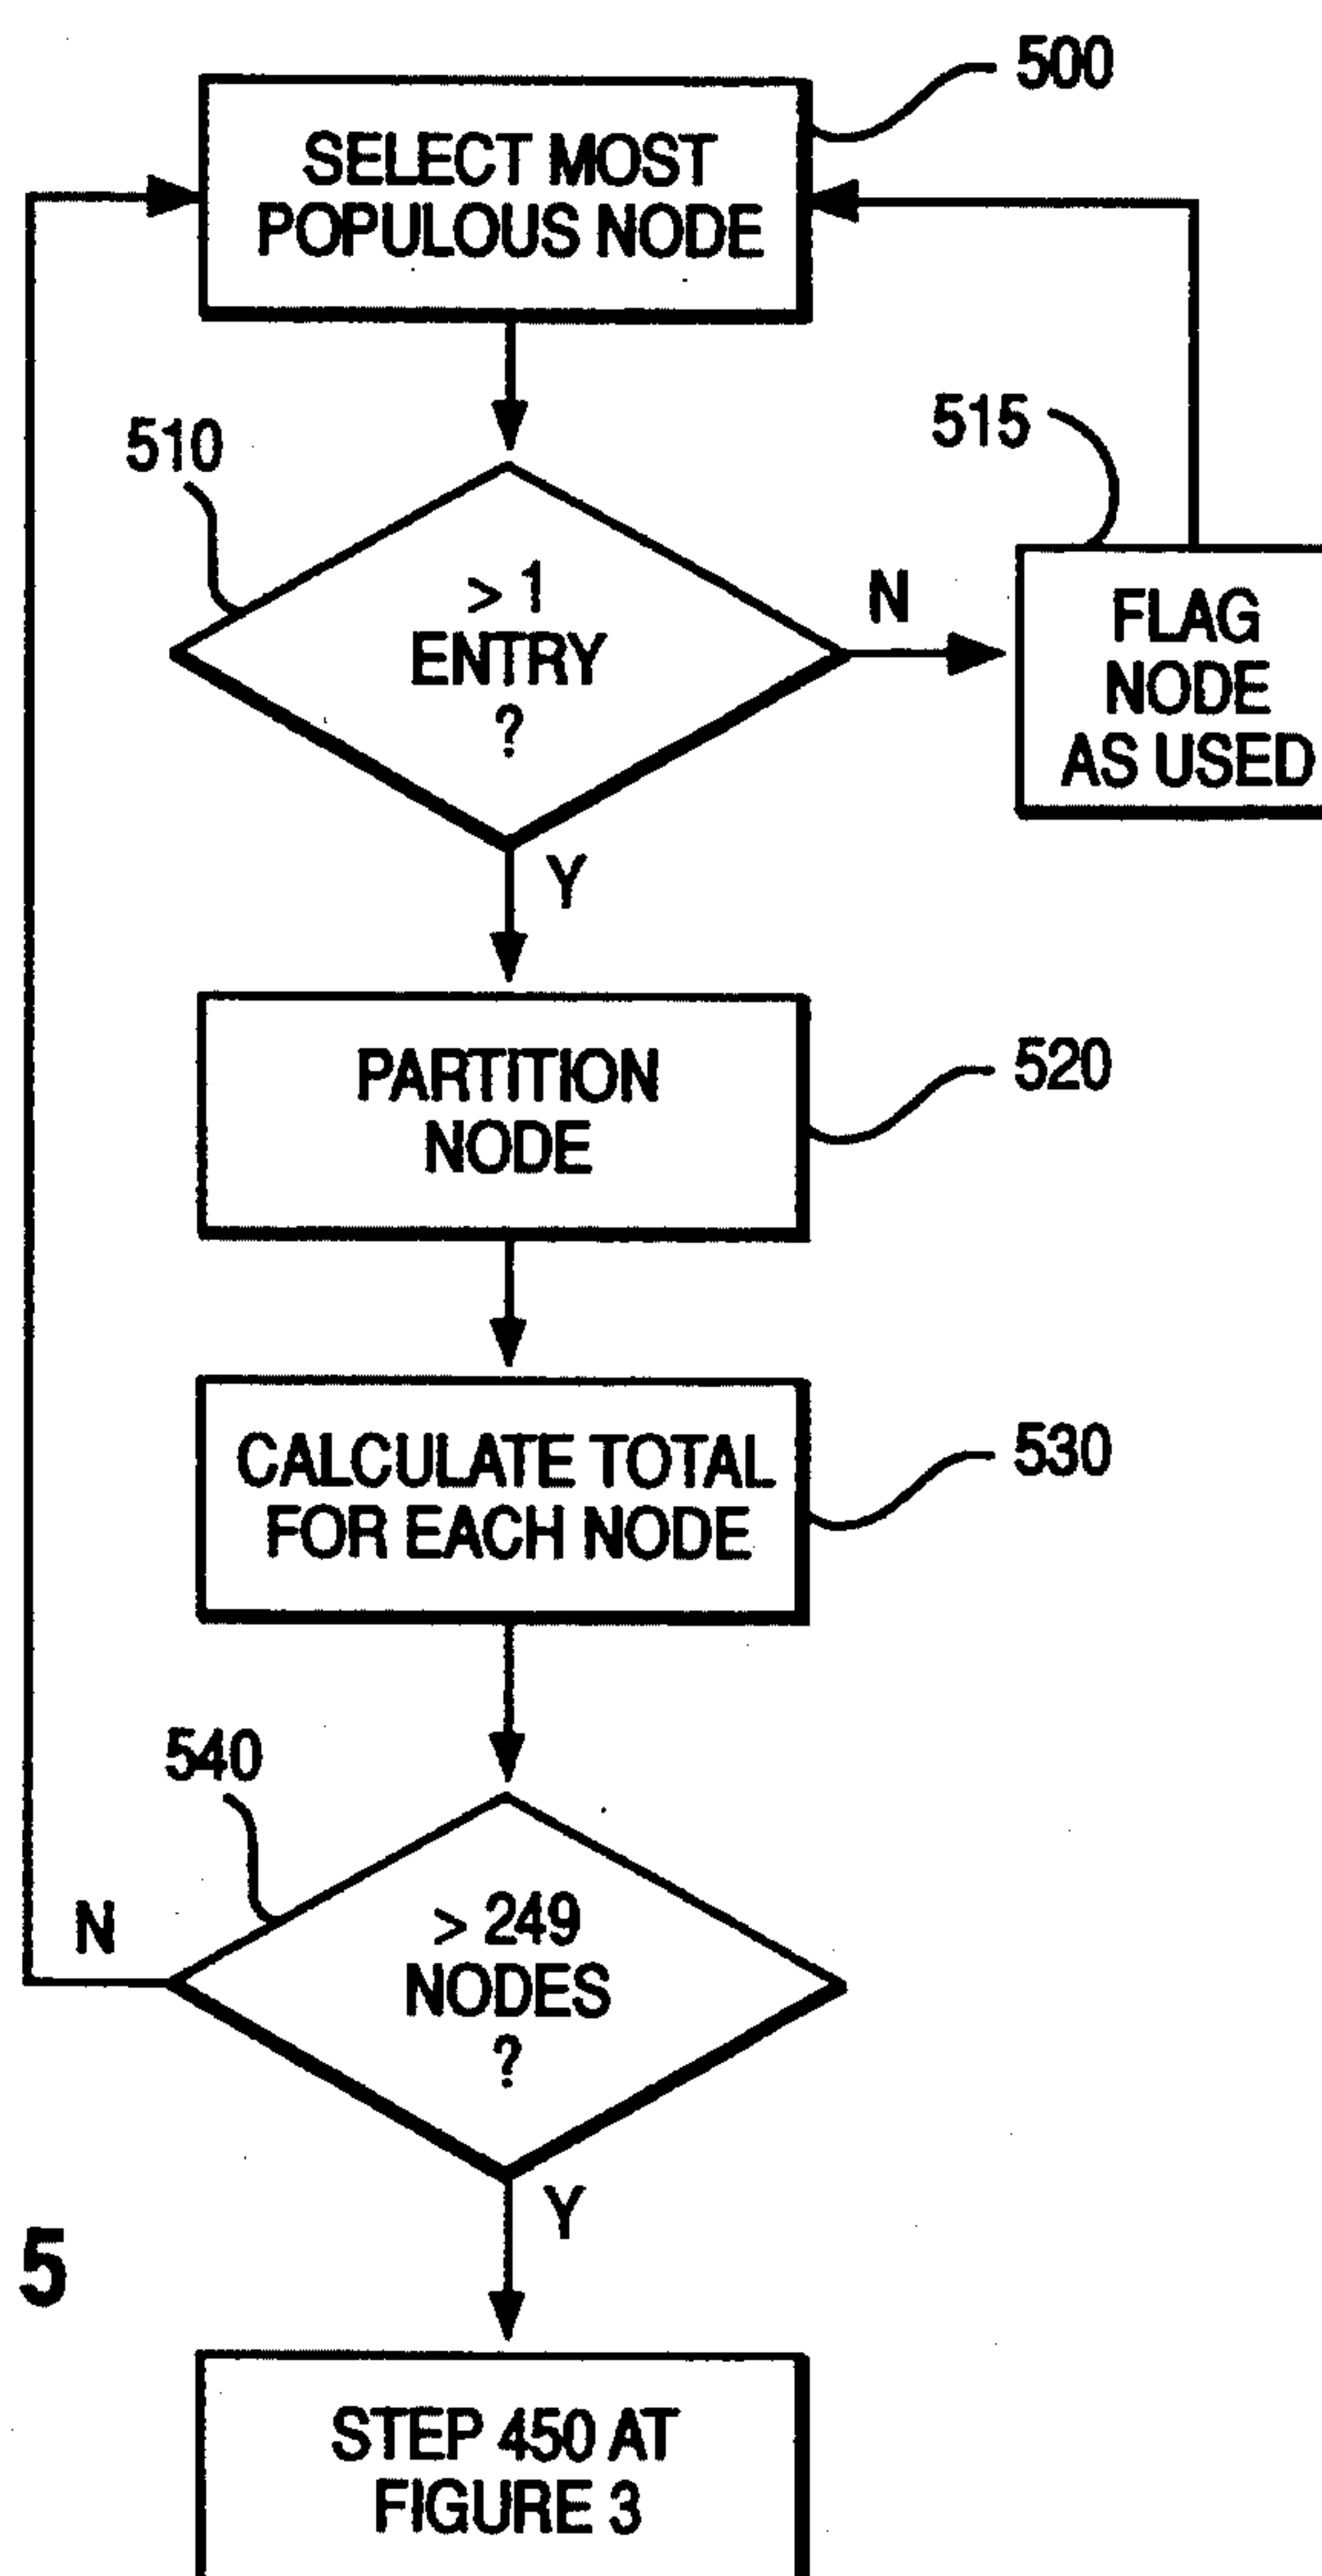 500
SELECT MOST
POPULOUS NODE
510
> 1
ENTRY
?
N
515
FLAG
NODE
AS USED
Y
PARTITION
NODE
520
CALCULATE TOTAL
FOR EACH NODE
530
540
> 249
NODES
?
N
Y
5
STEP 450 AT
FIGURE 3